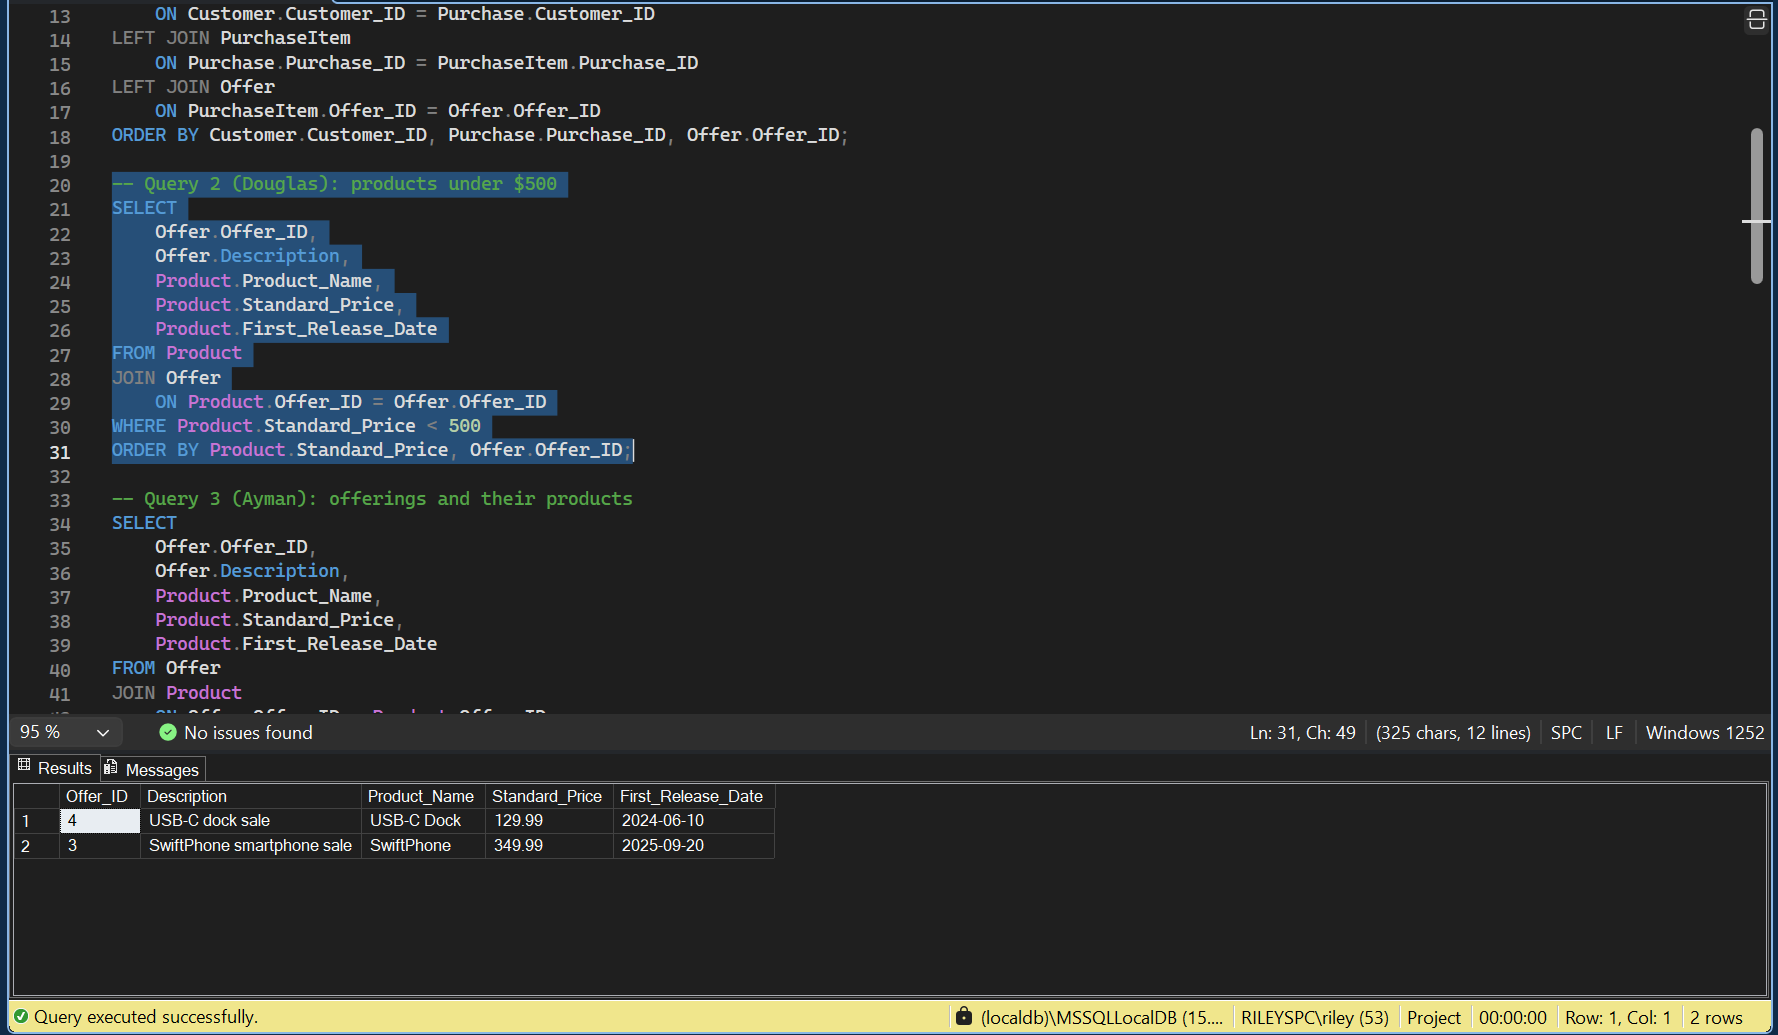 13 ON Customer.Customer_ID = Purchase.Customer_ID
14 LEFT JOIN PurchaseItem
15 ON Purchase.Purchase_ID = PurchaseItem.Purchase_ID
16 LEFT JOIN Offer
17 ON PurchaseItem.Offer_ID = Offer.Offer_ID
18 ORDER BY Customer.Customer_ID, Purchase.Purchase_ID, Offer.Offer_ID;
19
20 -- Query 2 (Douglas): products under $500
21 SELECT
22 Offer.Offer_ID,
23 Offer.Description,
24 Product.Product_Name,
25 Product.Standard_Price,
26 Product.First_Release_Date
27 FROM Product
28 JOIN Offer
29 ON Product.Offer_ID = Offer.Offer_ID
30 WHERE Product.Standard_Price < 500
31 ORDER BY Product.Standard_Price, Offer.Offer_ID;
32
33 -- Query 3 (Ayman): offerings and their products
34 SELECT
35 Offer.Offer_ID,
36 Offer.Description,
37 Product.Product_Name,
38 Product.Standard_Price,
39 Product.First_Release_Date
40 FROM Offer
41 JOIN Product
95 % No issues found Ln: 31, Ch: 49 (325 chars, 12 lines) SPC LF Windows 1252
Results Messages
Offer_ID Description Product_Name Standard_Price First_Release_Date
1 4 USB-C dock sale USB-C Dock 129.99 2024-06-10
2 3 SwiftPhone smartphone sale SwiftPhone 349.99 2025-09-20
Query executed successfully. (localdb)\MSSQLLocalDB (15.... RILEYSPC\riley (53) Project 00:00:00 Row: 1, Col: 1 2 rows